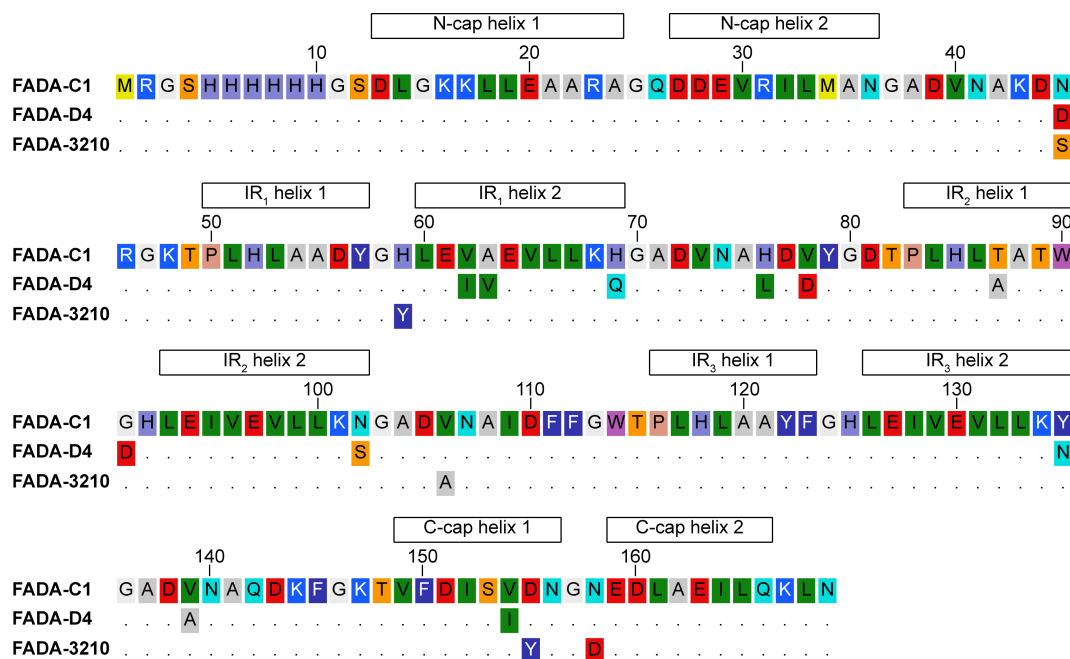 N-cap helix 1 N-cap helix 2
10 20 30 40
FADA-C1 M R G S H H H H H H G S D L G K K L L E A A R A G Q D D E V R I L M A N G A D V N A K D N
FADA-D4 . . . . . . . . . . . . . . . . . . . . . . . . . . . . . . . . . . . . . . . . . . . . D
FADA-3210 . . . . . . . . . . . . . . . . . . . . . . . . . . . . . . . . . . . . . . . . . . . . S
IR₁ helix 1 IR₁ helix 2 IR₂ helix 1
50 60 70 80 90
FADA-C1 R G K T P L H L A A D Y G H L E V A E V L L K H G A D V N A H D V Y G D T P L H L T A T W
FADA-D4 . . . . . . . . . . . . . . . . I V . . . . . Q . . . . . . L . D . . . . . . . . A . . .
FADA-3210 . . . . . . . . . . . . . Y . . . . . . . . . . . . . . . . . . . . . . . . . . . . . . .
IR₂ helix 2 IR₃ helix 1 IR₃ helix 2
100 110 120 130
FADA-C1 G H L E I V E V L L K N G A D V N A I D F F G W T P L H L A A Y F G H L E I V E V L L K Y
FADA-D4 D . . . . . . . . . . S . . . . . . . . . . . . . . . . . . . . . . . . . . . . . . . . N
FADA-3210 . . . . . . . . . . . . . . . A . . . . . . . . . . . . . . . . . . . . . . . . . . . . .
C-cap helix 1 C-cap helix 2
140 150 160
FADA-C1 G A D V N A Q D K F G K T V F D I S V D N G N E D L A E I L Q K L N
FADA-D4 . . . A . . . . . . . . . . . . . . I . . . . . . . . . . . . . . .
FADA-3210 . . . . . . . . . . . . . . . . . . . Y . . D . . . . . . . . . . .